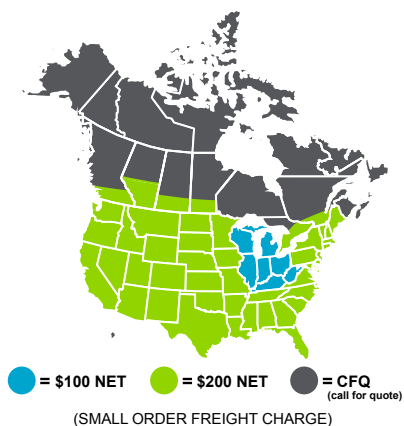 = $100 NET = $200 NET = CFQ
(call for quote)
(SMALL ORDER FREIGHT CHARGE)